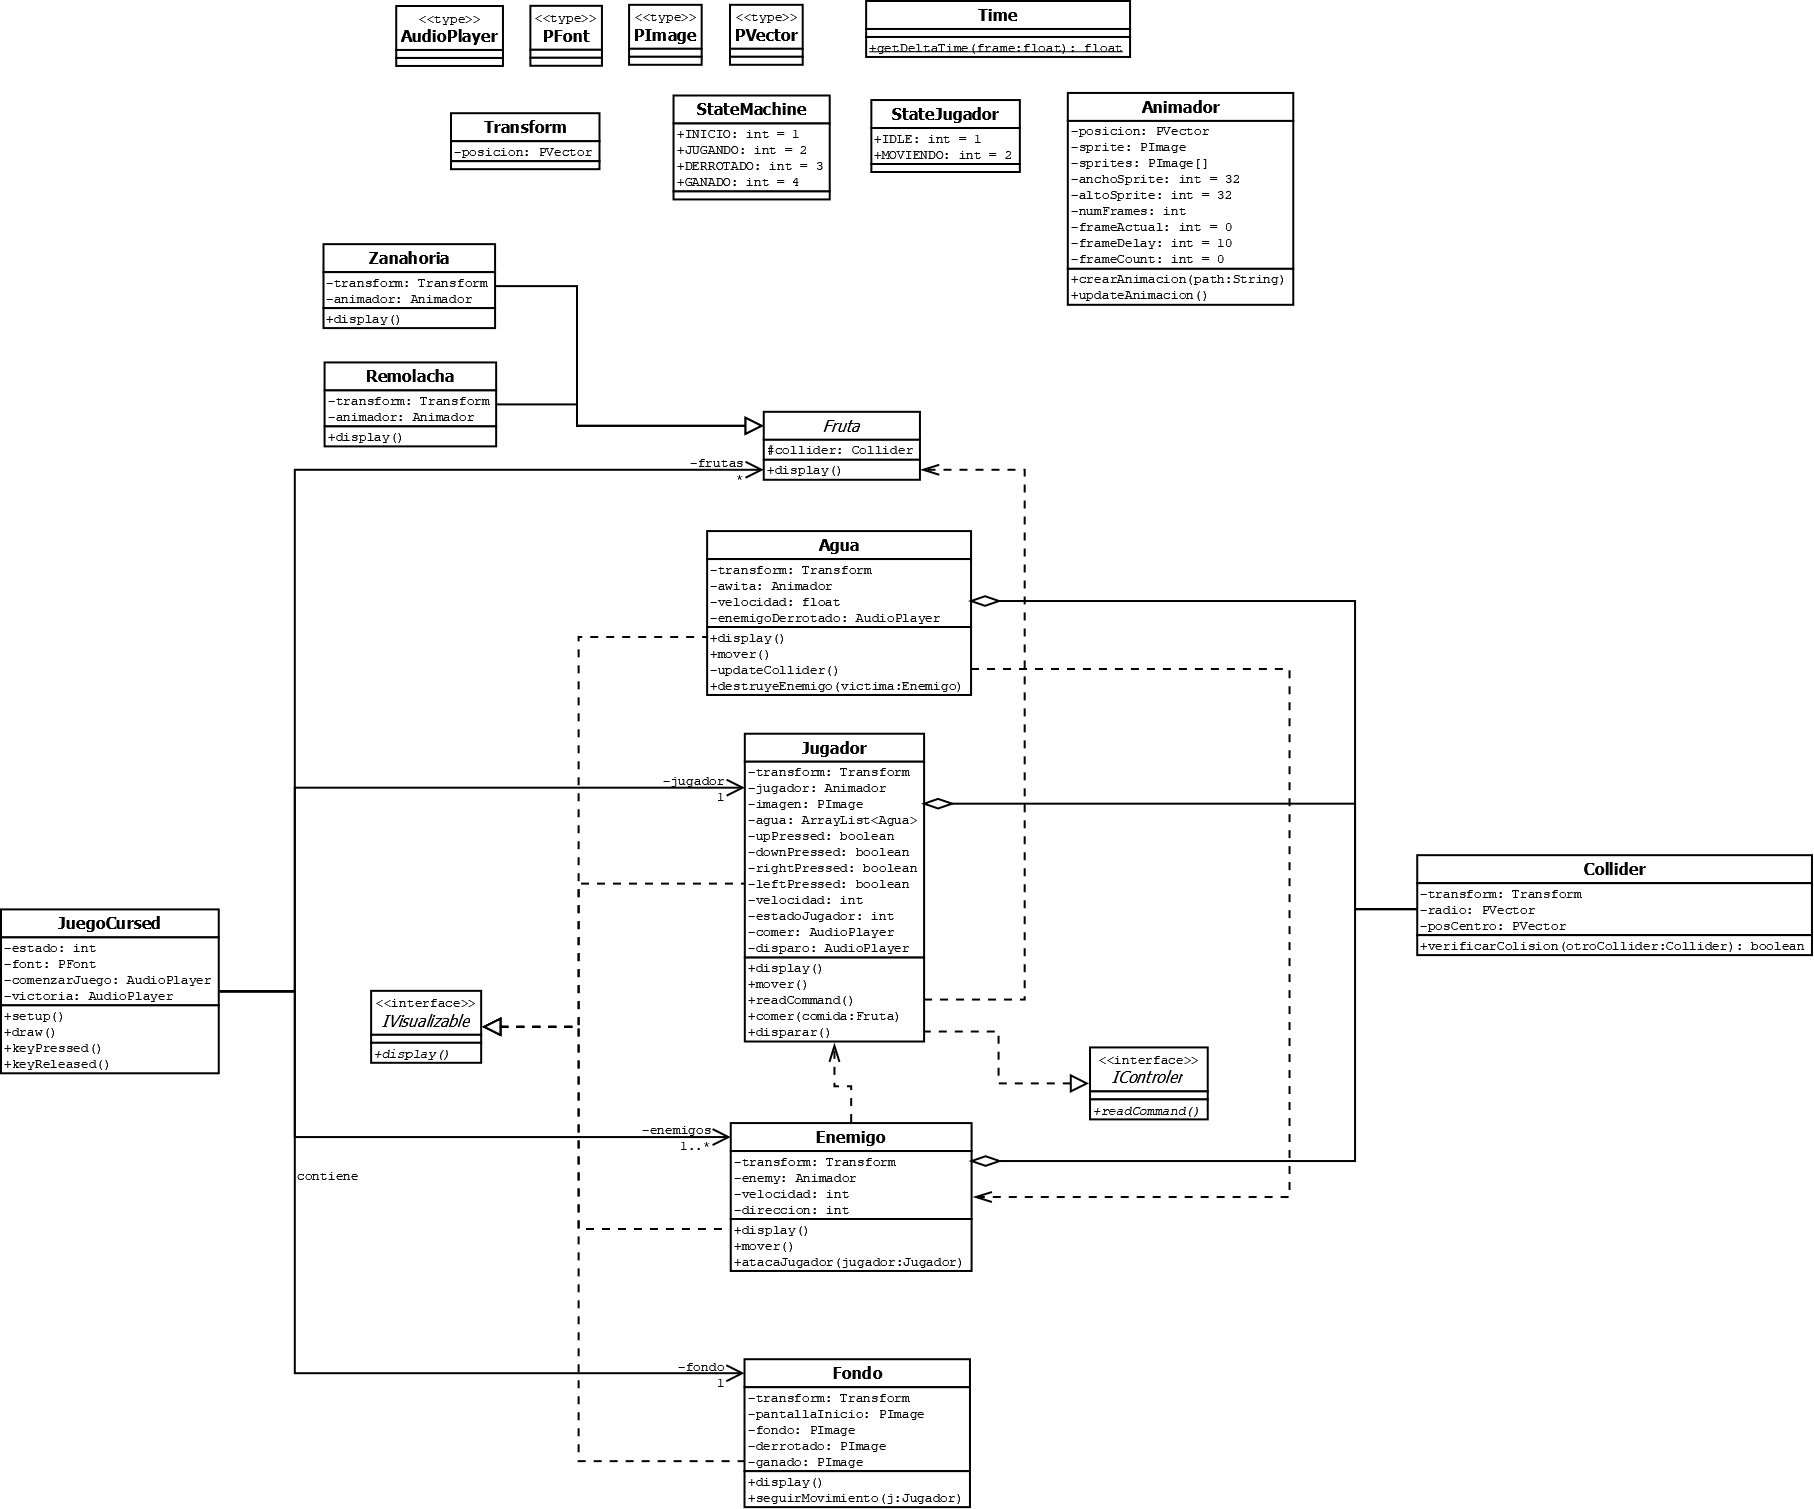 <<type>>
AudioPlayer
<<type>>
PFont
<<type>>
PImage
<<type>>
PVector
Time
+getDeltaTime(frame:float): float
Transform
-posicion: PVector
StateMachine
+INICIO: int = 1
+JUGANDO: int = 2
+DERROTADO: int = 3
+GANADO: int = 4
StateJugador
+IDLE: int = 1
+MOVIENDO: int = 2
Animador
-posicion: PVector
-sprite: PImage
-sprites: PImage[]
-anchoSprite: int = 32
-altoSprite: int = 32
-numFrames: int
-frameActual: int = 0
-frameDelay: int = 10
-frameCount: int = 0
+crearAnimacion(path:String)
+updateAnimacion()
Zanahoria
-transform: Transform
-animador: Animador
+display()
Remolacha
-transform: Transform
-animador: Animador
+display()
Fruta
#collider: Collider
+display()
-frutas
*
Agua
-transform: Transform
-awita: Animador
-velocidad: float
-enemigoDerrotado: AudioPlayer
+display()
+mover()
-updateCollider()
+destruyeEnemigo(victima:Enemigo)
Jugador
-transform: Transform
-jugador: Animador
-imagen: PImage
-agua: ArrayList<Agua>
-upPressed: boolean
-downPressed: boolean
-rightPressed: boolean
-leftPressed: boolean
-velocidad: int
-estadoJugador: int
-comer: AudioPlayer
-disparo: AudioPlayer
+display()
+mover()
+readCommand()
+comer(comida:Fruta)
+disparar()
-jugador
1
Collider
-transform: Transform
-radio: PVector
-posCentro: PVector
+verificarColision(otroCollider:Collider): boolean
JuegoCursed
-estado: int
-font: PFont
-comenzarJuego: AudioPlayer
-victoria: AudioPlayer
+setup()
+draw()
+keyPressed()
+keyReleased()
<<interface>>
IVisualizable
+display()
<<interface>>
IControler
+readCommand()
-enemigos
1..*
contiene
Enemigo
-transform: Transform
-enemy: Animador
-velocidad: int
-direccion: int
+display()
+mover()
+atacaJugador(jugador:Jugador)
-fondo
1
Fondo
-transform: Transform
-pantallaInicio: PImage
-fondo: PImage
-derrotado: PImage
-ganado: PImage
+display()
+seguirMovimiento(j:Jugador)